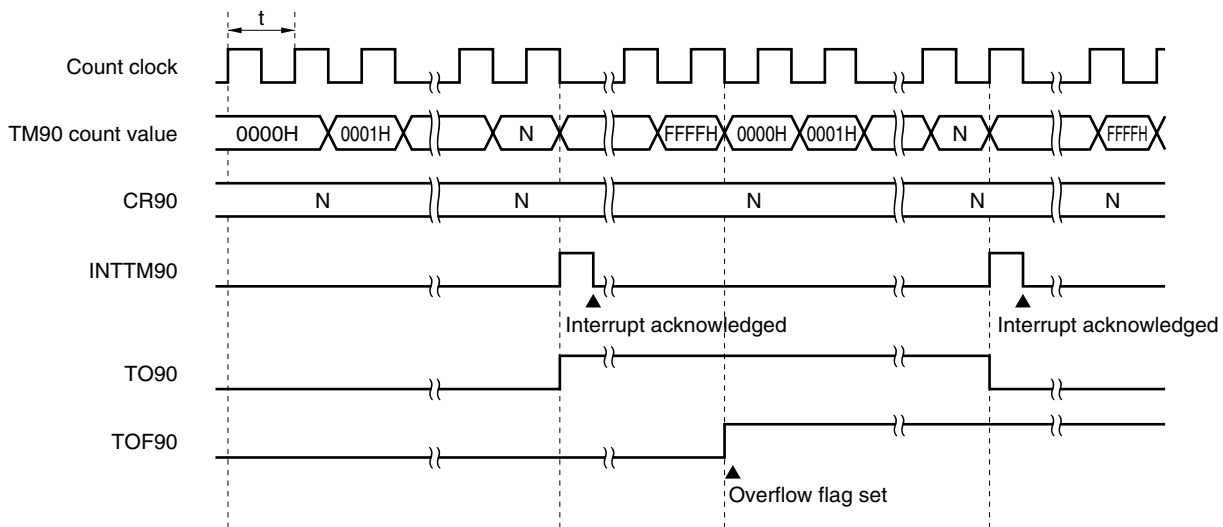 t
Count clock
TM90 count value 0000H 0001H N FFFFH 0000H 0001H N FFFFH
CR90 N N N N N
INTTM90
Interrupt acknowledged Interrupt acknowledged
TO90
TOF90
Overflow flag set